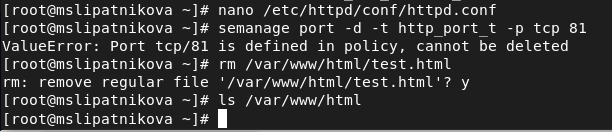 [root@mslipatnikova ~]# nano /etc/httpd/conf/httpd.conf
[root@mslipatnikova ~]# semanage port -d -t http_port_t -p tcp 81
ValueError: Port tcp/81 is defined in policy, cannot be deleted
[root@mslipatnikova ~]# rm /var/www/html/test.html
rm: remove regular file '/var/www/html/test.html'? y
[root@mslipatnikova ~]# ls /var/www/html
[root@mslipatnikova ~]#